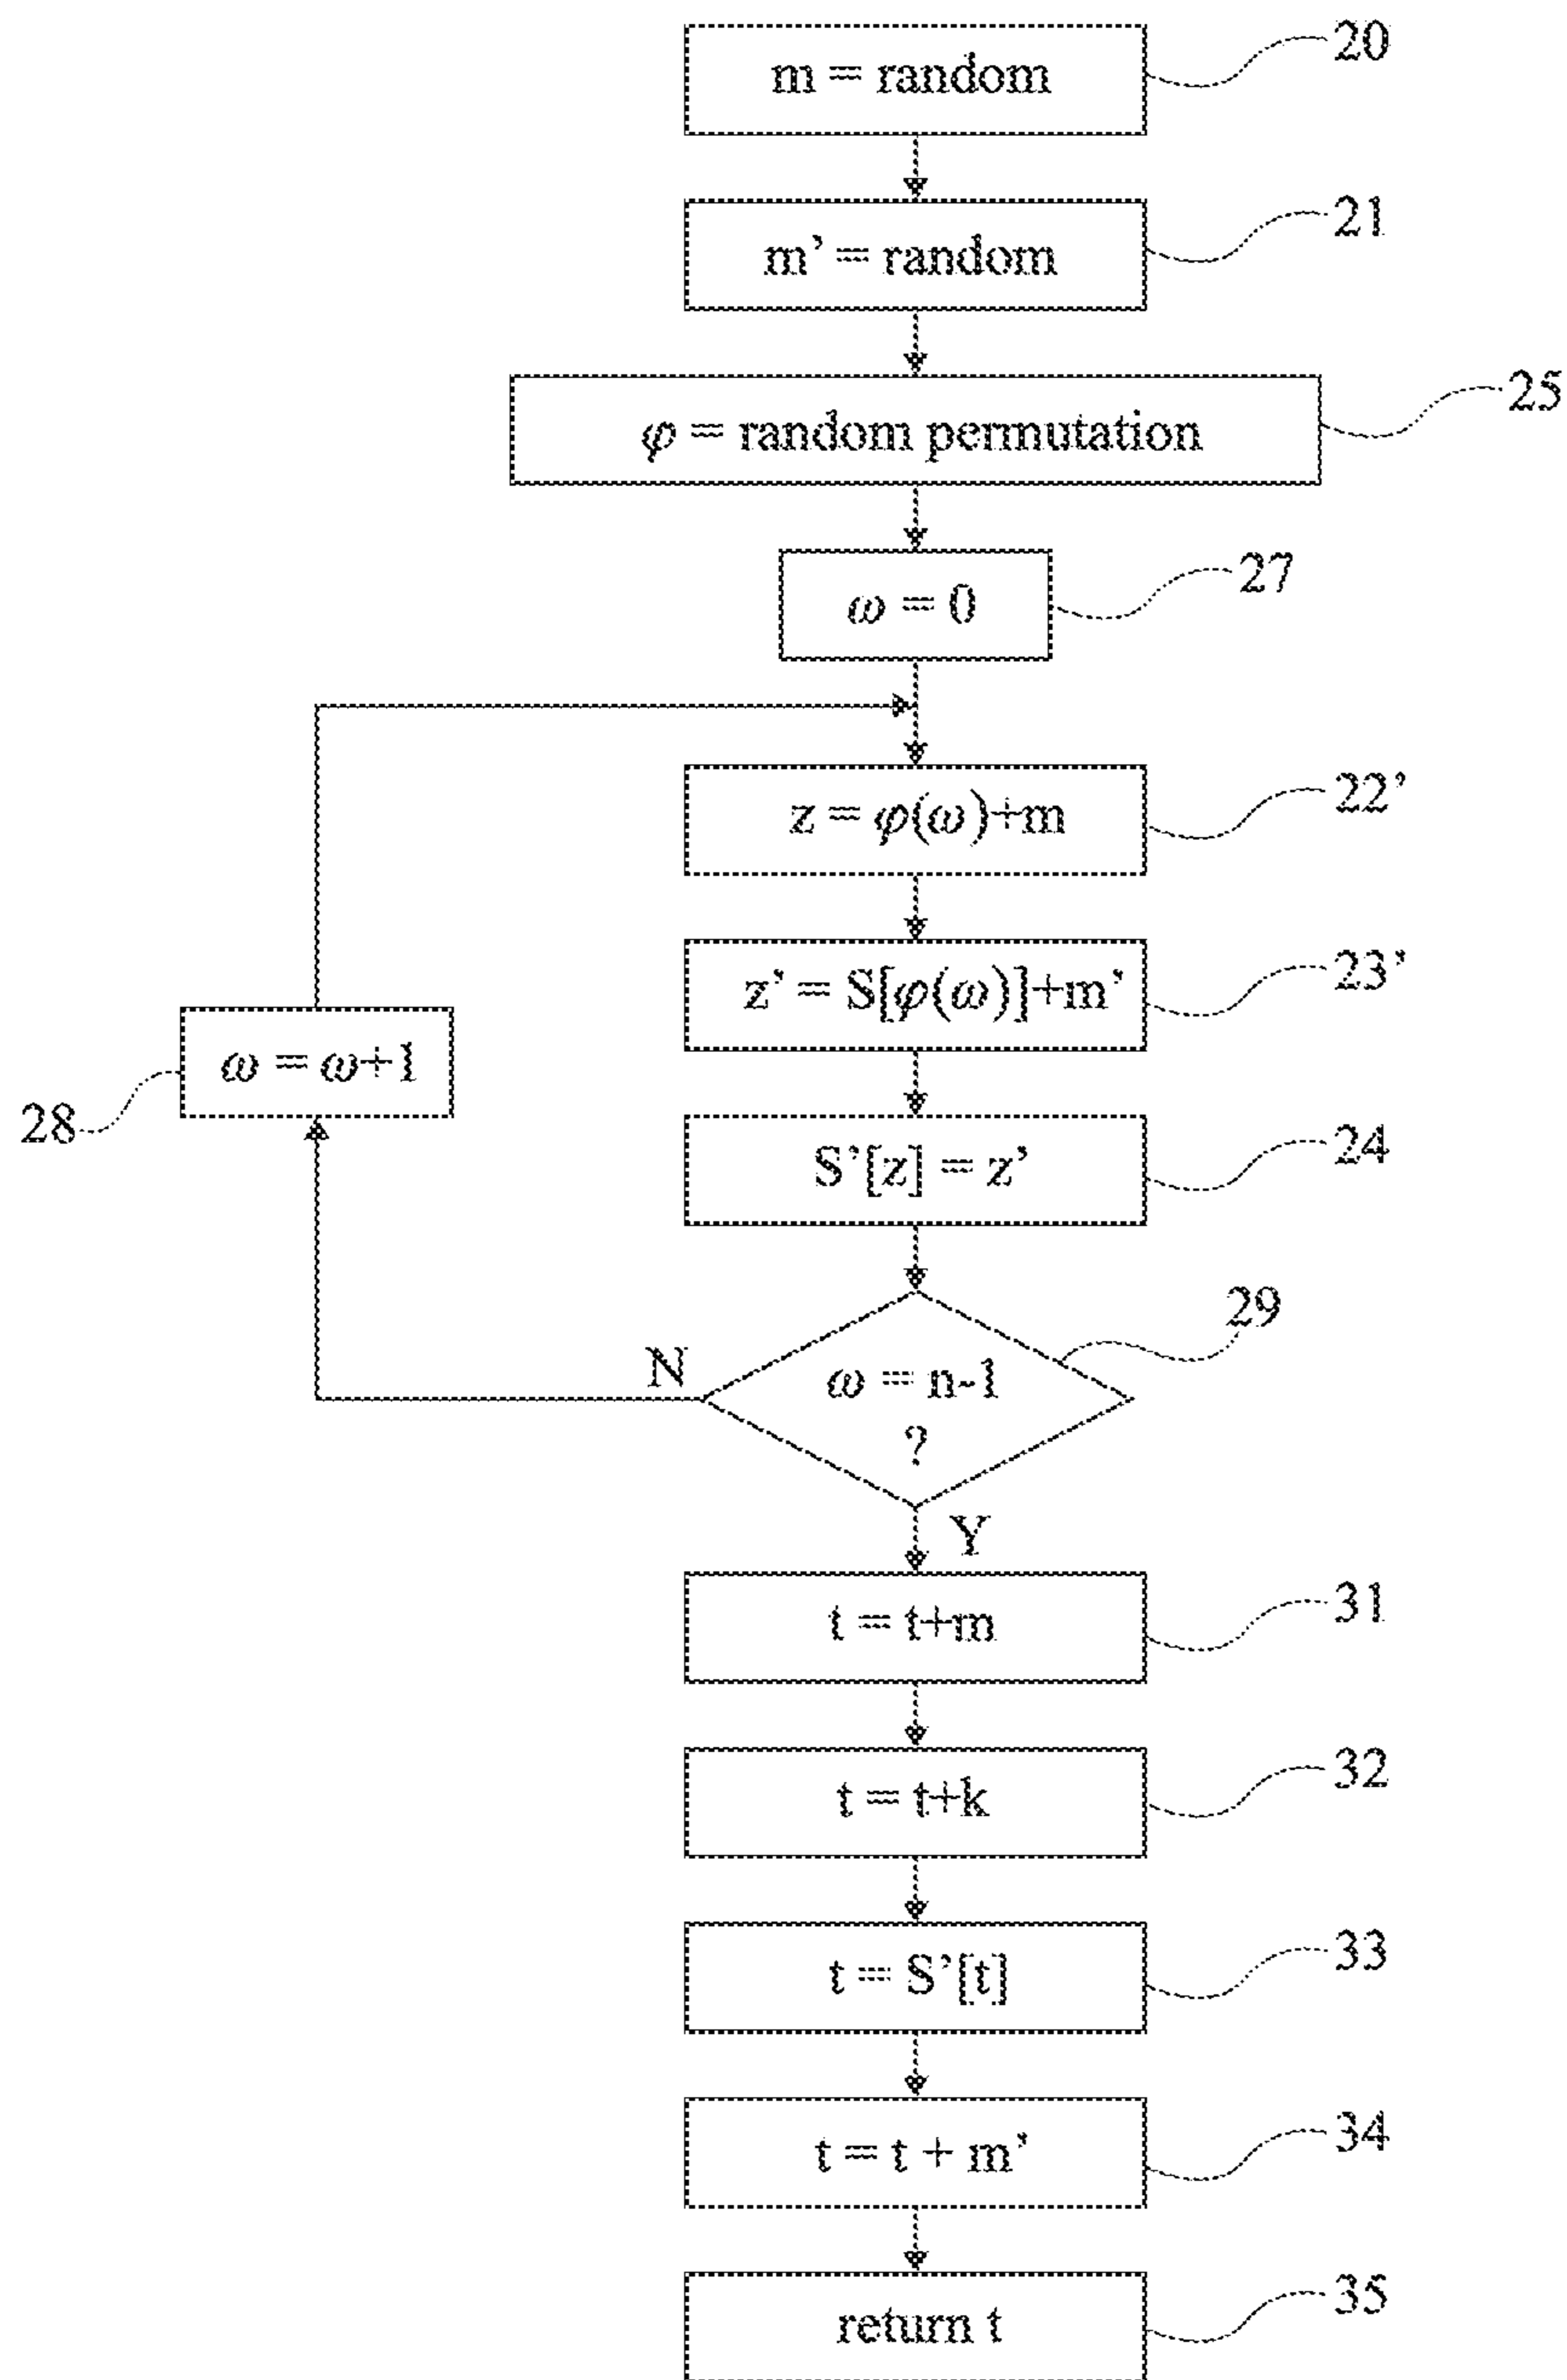 m = random
20
m' = random
21
φ = random permutation
25
ω = 0
27
z = φ(ω)+m
22'
z' = S[φ(ω)]+m'
23'
ω = ω+1
28
S'[z] = z'
24
ω = n-1
?
29
N
Y
t = t+m
31
t = t+k
32
t = S'[t]
33
t = t + m'
34
return t
35